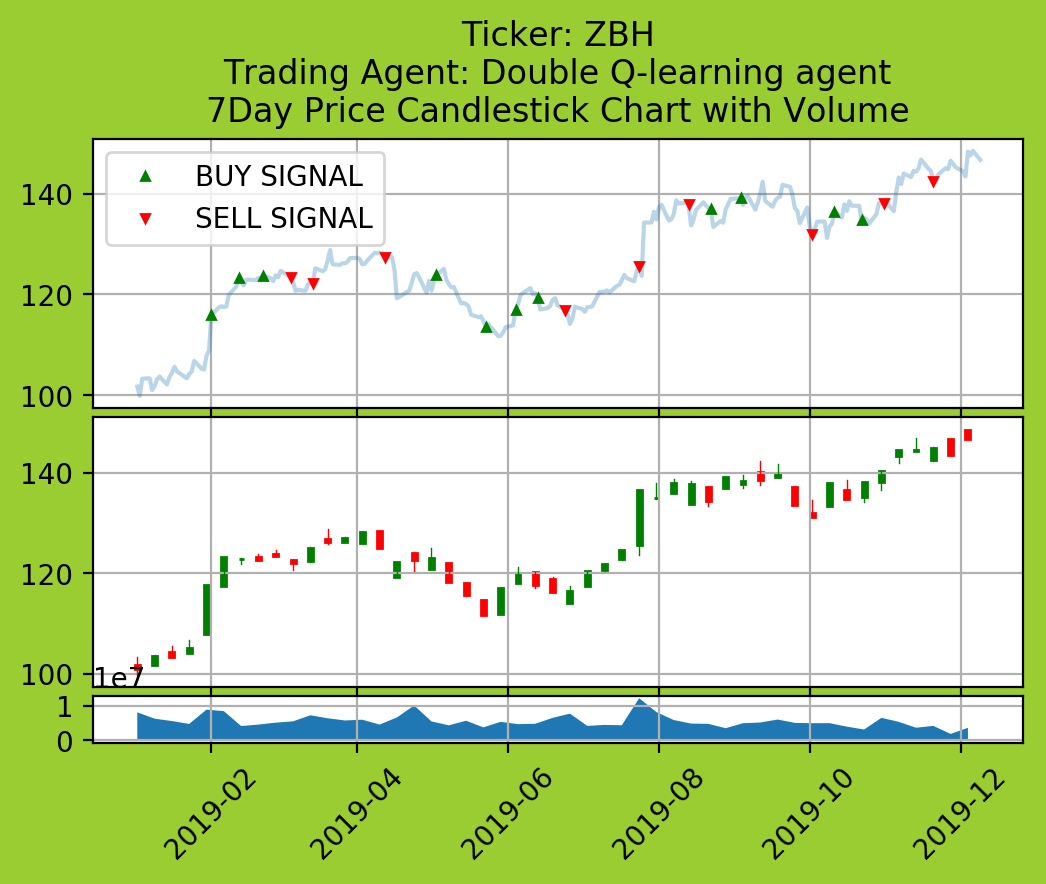 Ticker: ZBH
Trading Agent: Double Q-learning agent
7Day Price Candlestick Chart with Volume
BUY SIGNAL
SELL SIGNAL
140
120
100
140
120
100
1e7
1
0
2019-02
2019-04
2019-06
2019-08
2019-10
2019-12